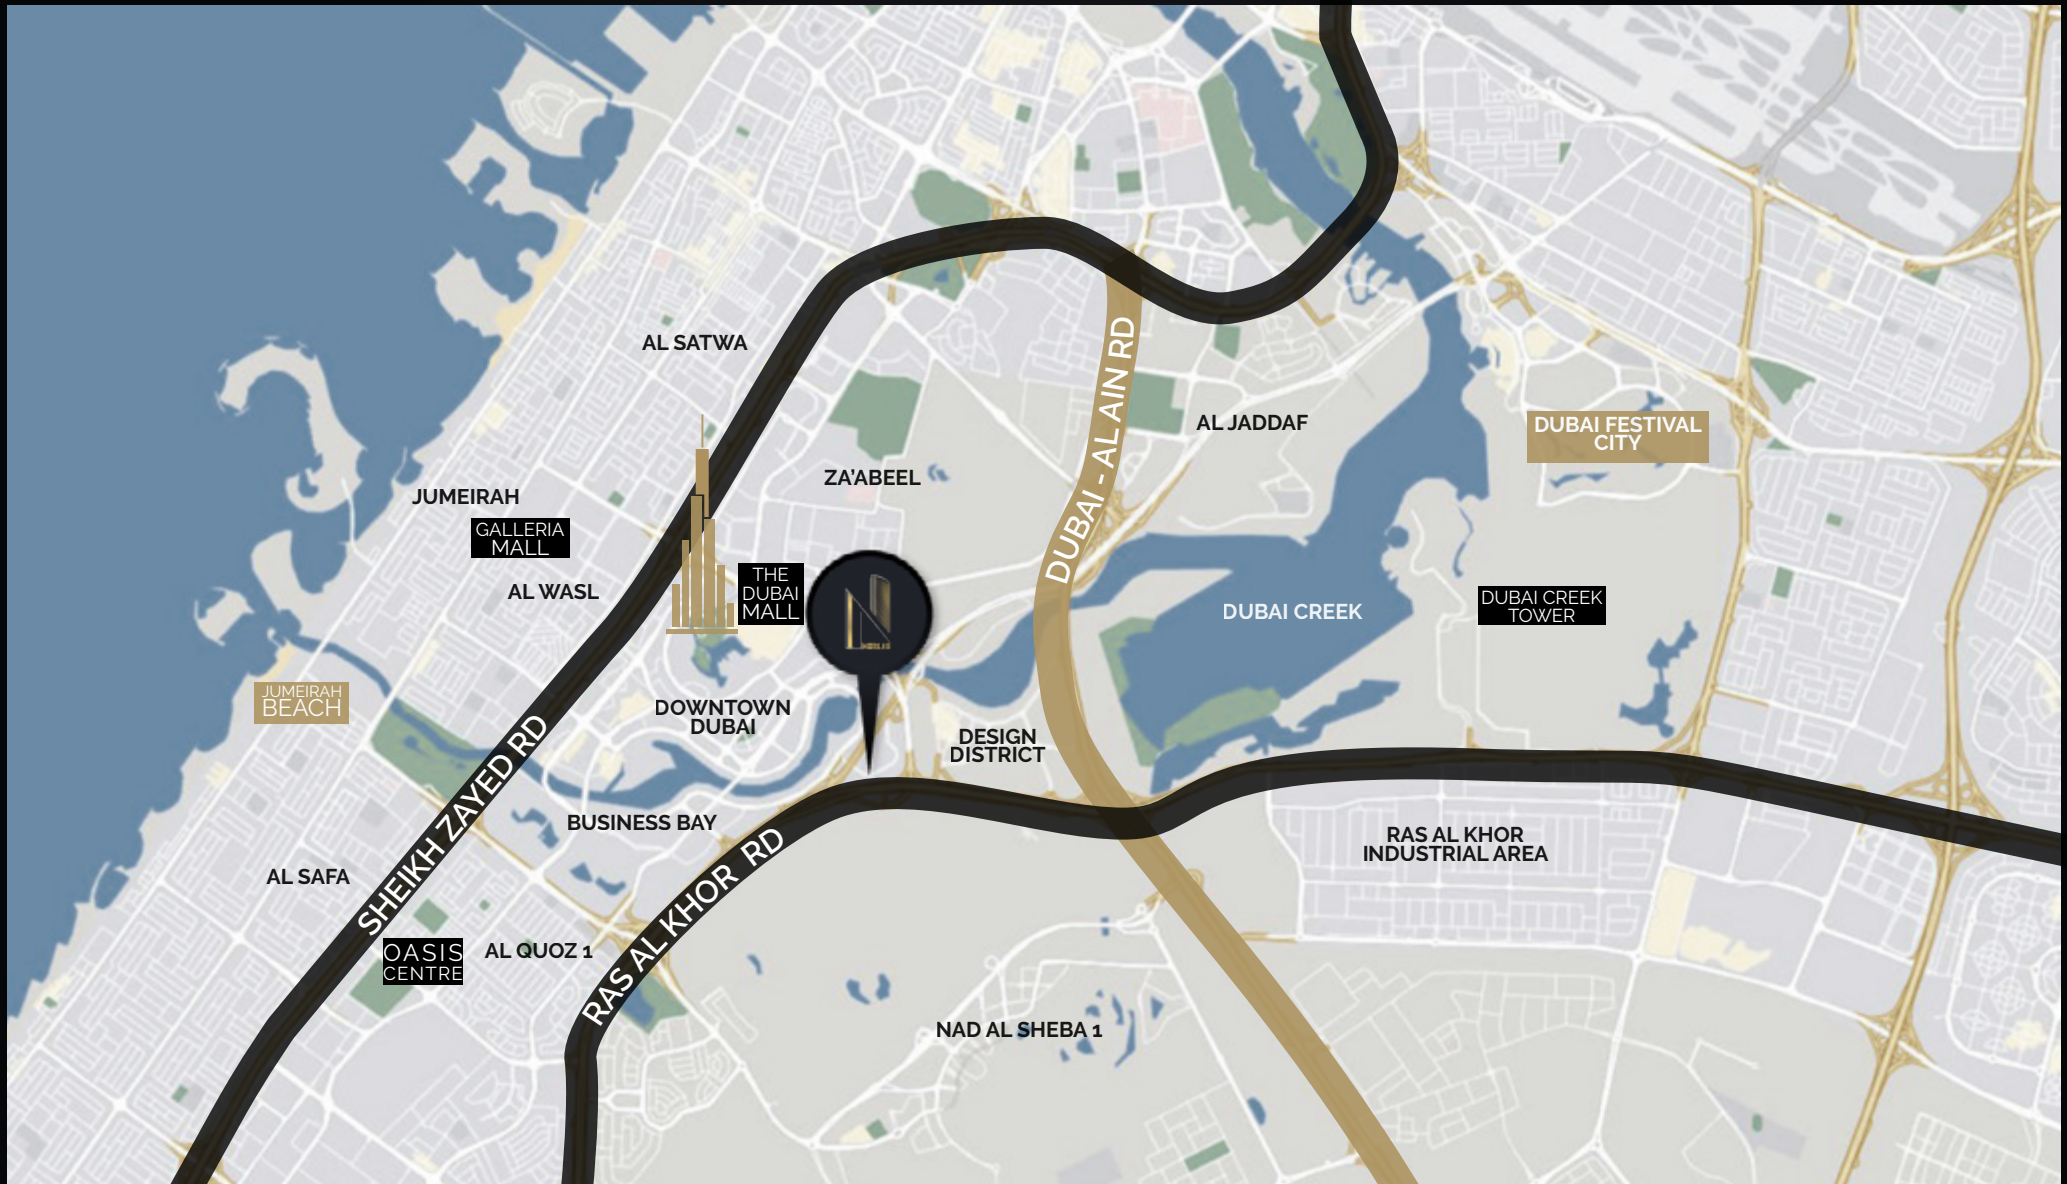 AL SATWA
DUBAI - AL AIN RD
AL JADDAF
DUBAI FESTIVAL
CITY
ZA'ABEEL
JUMEIRAH
GALLERIA
MALL
AL WASL
THE
DUBAI
MALL
DUBAI CREEK
DUBAI CREEK
TOWER
JUMEIRAH
BEACH
DOWNTOWN
DUBAI
DESIGN
DISTRICT
SHEIKH ZAYED RD
BUSINESS BAY
RAS AL KHOR RD
RAS AL KHOR
INDUSTRIAL AREA
AL SAFA
OASIS
CENTRE
AL QUOZ 1
NAD AL SHEBA 1